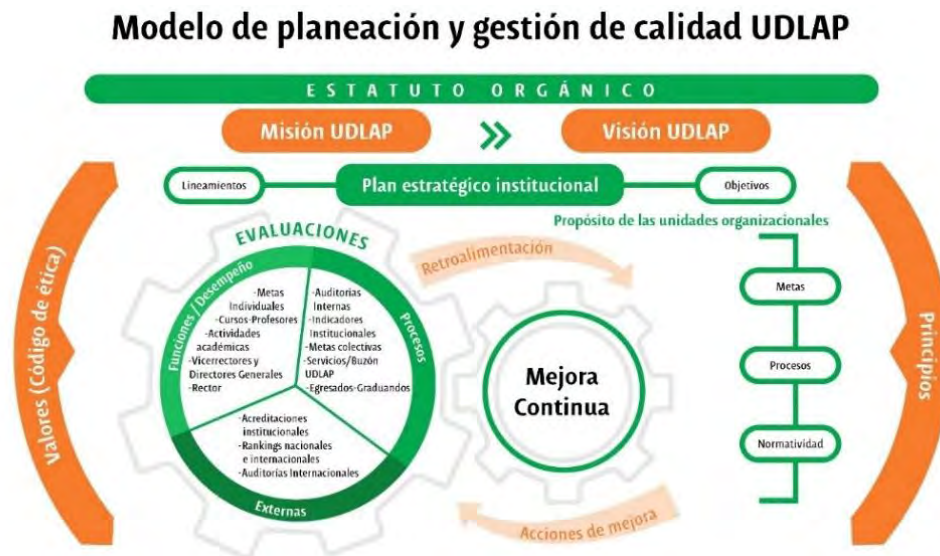 Modelo de planeación y gestión de calidad UDLAP
ESTATUTO ORGÁNICO
Misión UDLAP
Visión UDLAP
Lineamientos
Plan estratégico institucional
Objetivos
Propósito de las unidades organizacionales
Valores (Código de ética)
EVALUACIONES
Funciones / Desempeño
-Metas
Individuales
-Cursos-Profesores
-Actividades
académicas
-Vicerrectores y
Directores Generales
-Rector
-Auditorías
Internas
-Indicadores
Institucionales
-Metas colectivas
-Servicios/Buzón
UDLAP
-Egresados-Graduandos
Procesos
-Acreditaciones
institucionales
-Rankings nacionales
e internacionales
-Auditorías Internacionales
Externas
Retroalimentación
Mejora
Continua
Acciones de mejora
Metas
Procesos
Normatividad
Principios